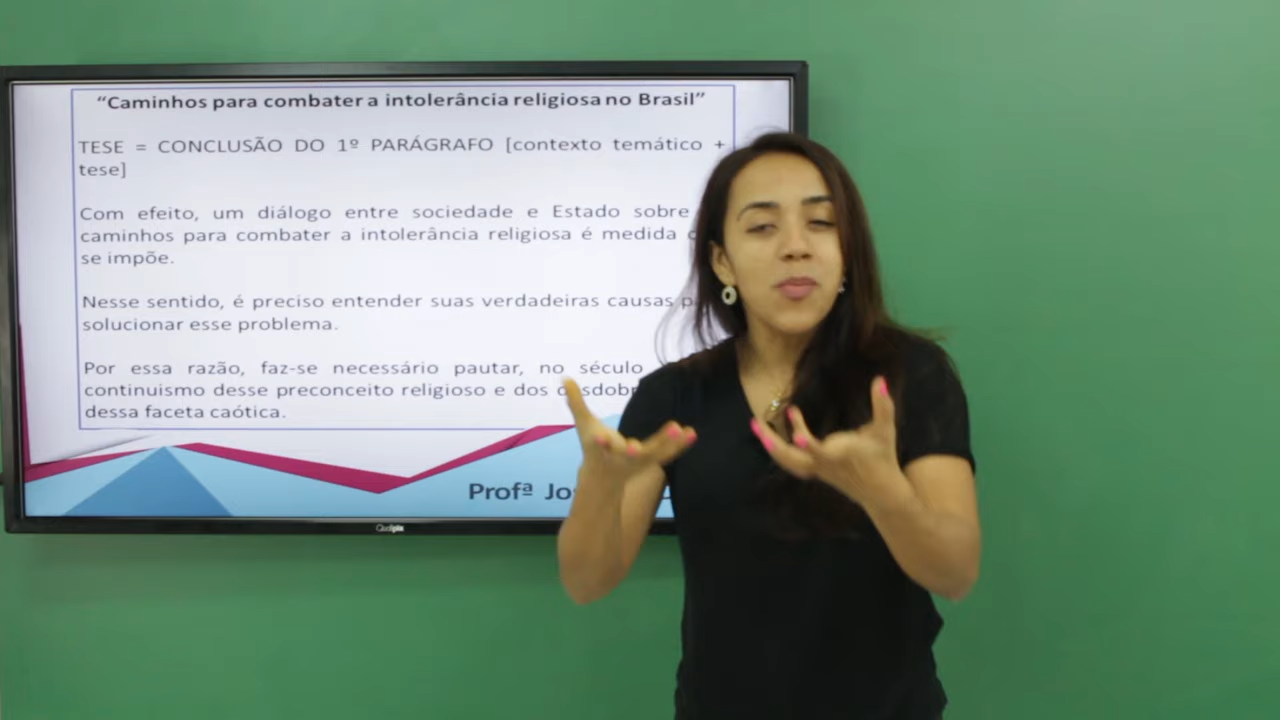 “Caminhos para combater a intolerância religiosa no Brasil”
TESE = CONCLUSÃO DO 1º PARÁGRAFO [contexto temático +
tese]
Com efeito, um diálogo entre sociedade e Estado sobre
caminhos para combater a intolerância religiosa é medida
se impõe.
Nesse sentido, é preciso entender suas verdadeiras causas
solucionar esse problema.
Por essa razão, faz-se necessário pautar, no século
continuismo desse preconceito religioso e dos
dessa faceta caótica.
Profª